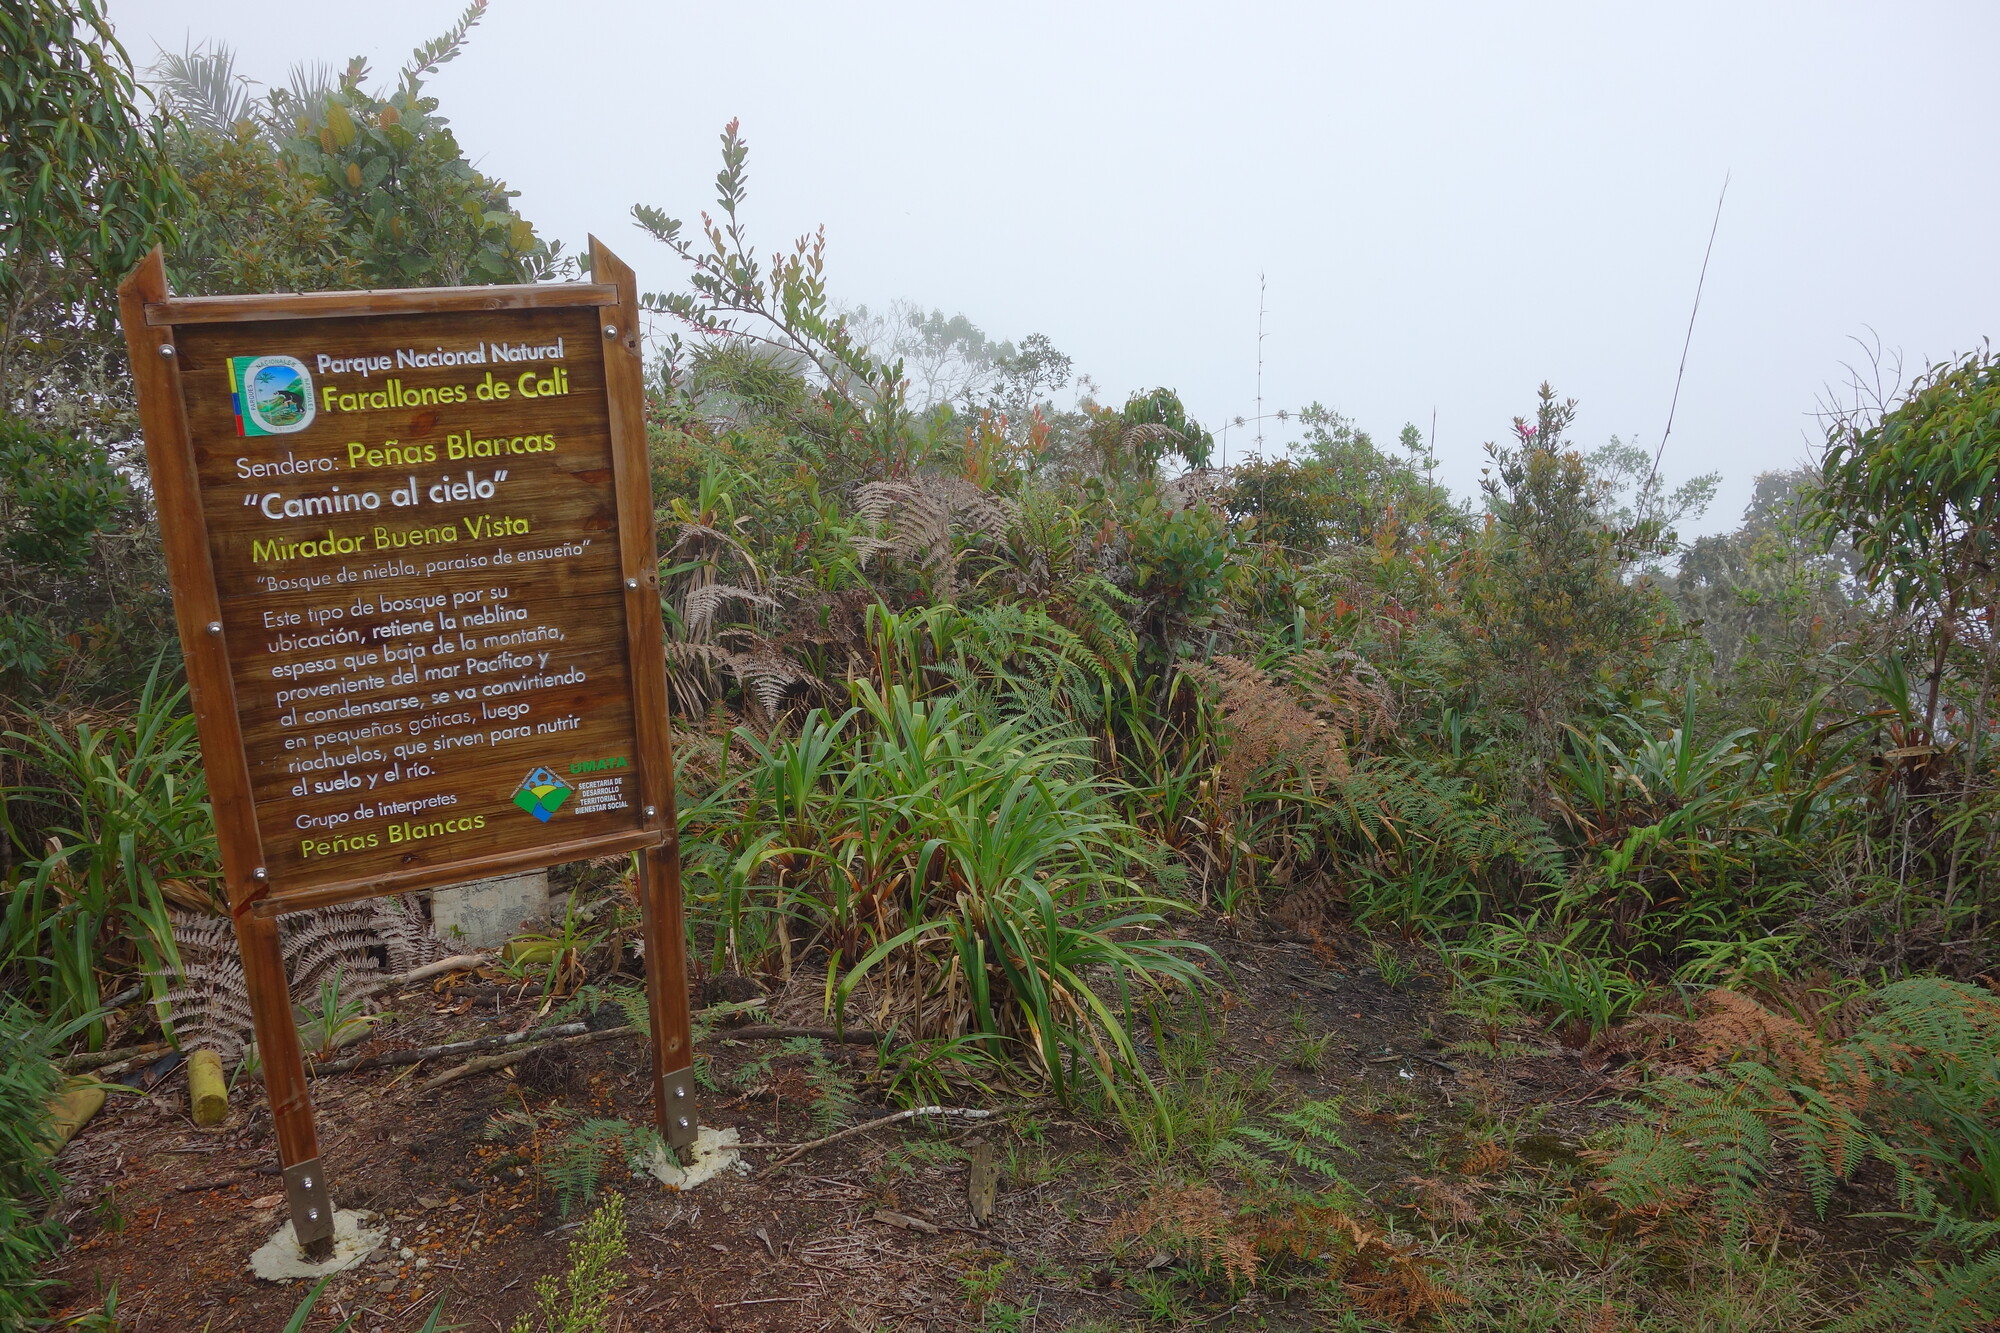 Parque Nacional Natural
Farallones de Cali
Sendero: Peñas Blancas
"Camino al cielo"
Mirador Buena Vista
"Bosque de niebla, paraíso de ensueño"
Este tipo de bosque por su
ubicación, retiene la neblina
espesa que baja de la montaña,
proveniente del mar Pacífico y
al condensarse, se va convirtiendo
en pequeñas góticas, luego
riachuelos, que sirven para nutrir
el suelo y el río.
Grupo de interpretes
Peñas Blancas
UMATA
SECRETARIA DE
DESARROLLO
TERRITORIAL Y
BIENESTAR SOCIAL
PARQUES NACIONALES